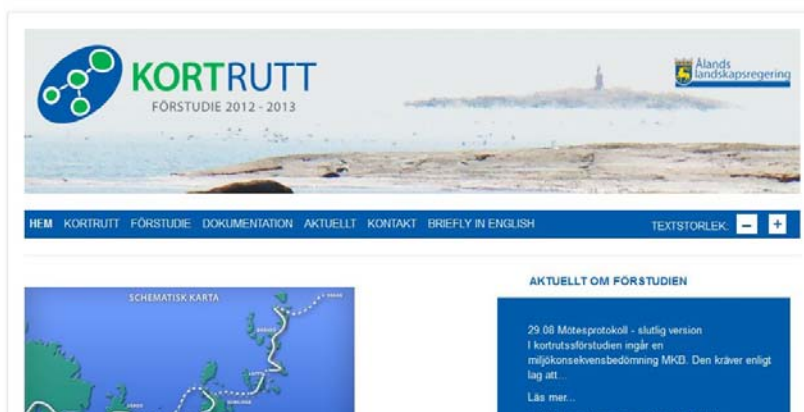 KORTRUTT
FÖRSTUDIE 2012 - 2013
Ålands
landskapsregering
HEM KORTRUTT FÖRSTUDIE DOKUMENTATION AKTUELLT KONTAKT BRIEFLY IN ENGLISH TEXTSTORLEK: – +
SCHEMATISK KARTA
AKTUELLT OM FÖRSTUDIEN
29.08 Mötesprotokoll - slutlig version
I kortrutsförstudien ingår en
miljökonsekvensbedömning MKB. Den kräver enligt
lag att...
Läs mer...